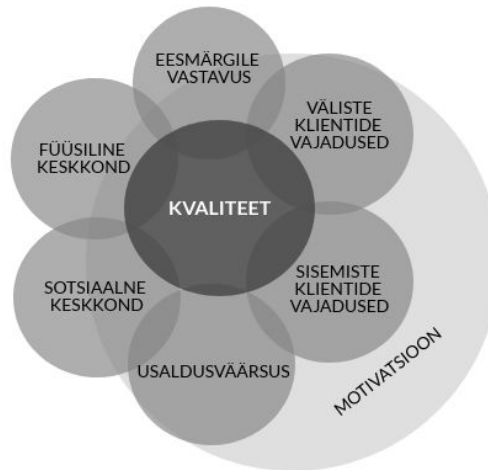 EESMÄRGILE
VASTAVUS
VÄLISTE
KLIENTIDE
VAJADUSED
FÜÜSILINE
KESKKOND
KVALITEET
SISEMISTE
KLIENTIDE
VAJADUSED
SOTSIAALNE
KESKKOND
USALDUSVÄÄRSUS
MOTIVATSIOON